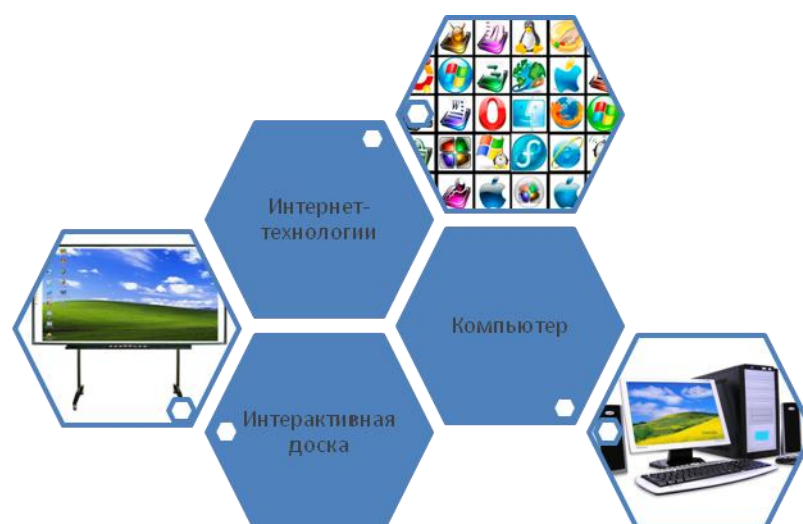 Интернет-
технологии
Компьютер
Интерактивная
доска